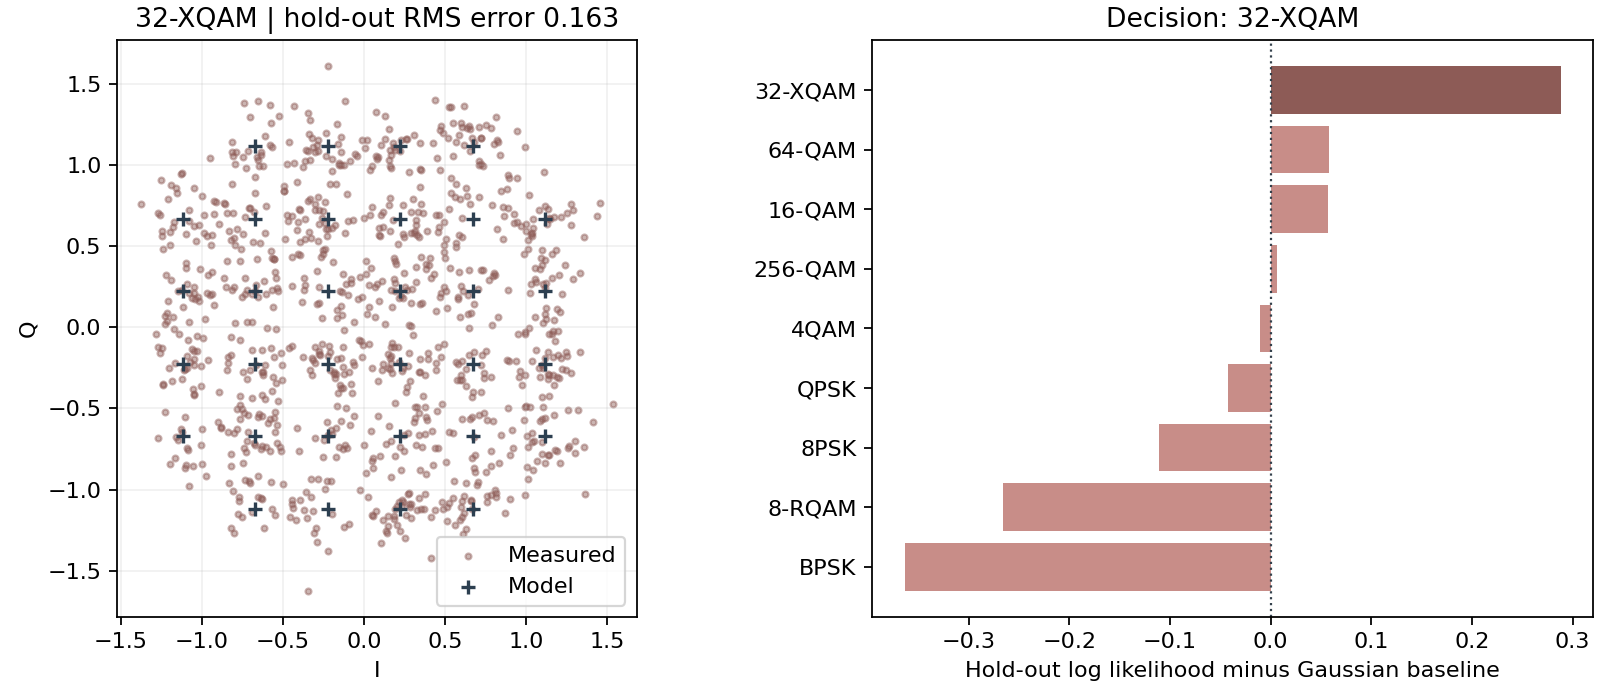 32-XQAM | hold-out RMS error 0.163
1.5
1.0
0.5
0.0
−0.5
−1.0
−1.5
Q
−1.5 −1.0 −0.5 0.0 0.5 1.0 1.5
I
Measured
Model
Decision: 32-XQAM
32-XQAM
64-QAM
16-QAM
256-QAM
4QAM
QPSK
8PSK
8-RQAM
BPSK
−0.3 −0.2 −0.1 0.0 0.1 0.2 0.3
Hold-out log likelihood minus Gaussian baseline